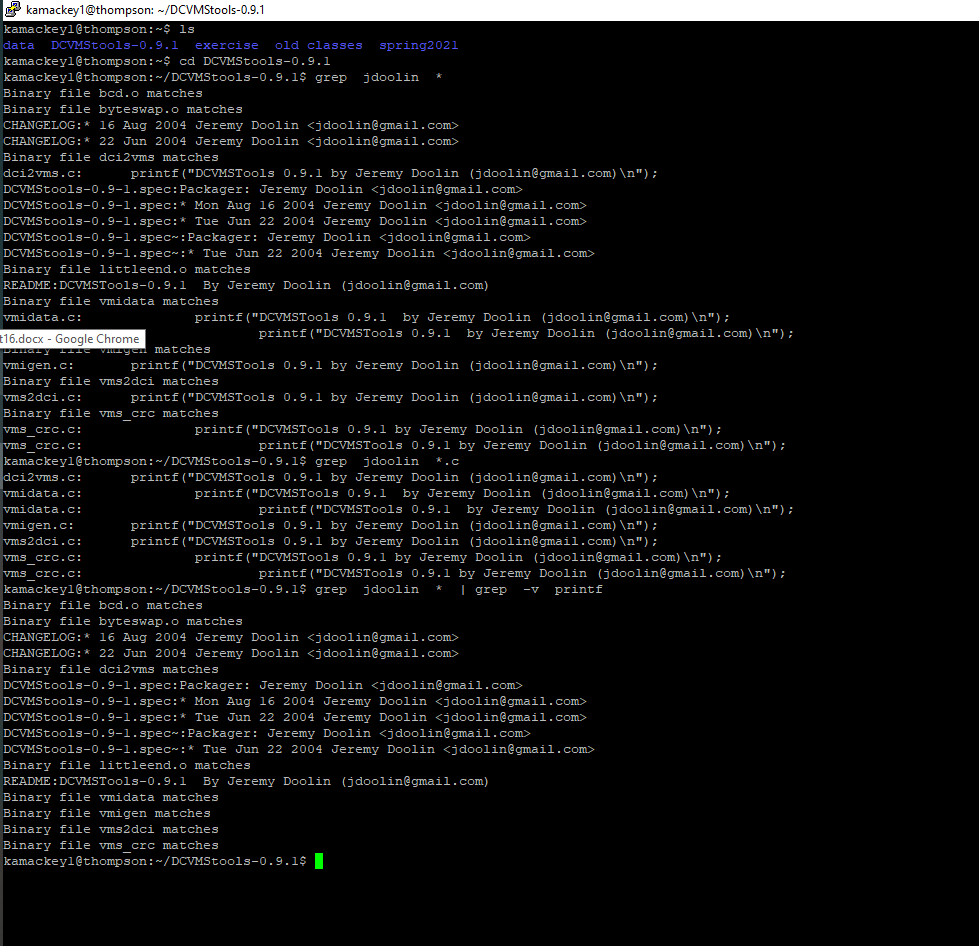 kamackey1@thompson: ~/DCVMStools-0.9.1
kamackey1@thompson:~$ ls
data  DCVMStools-0.9.1  exercise  old classes  spring2021
kamackey1@thompson:~$ cd DCVMStools-0.9.1
kamackey1@thompson:~/DCVMStools-0.9.1$ grep  jdoolin  *
Binary file bcd.o matches
Binary file byteswap.o matches
CHANGELOG:* 16 Aug 2004 Jeremy Doolin <jdoolin@gmail.com>
CHANGELOG:* 22 Jun 2004 Jeremy Doolin <jdoolin@gmail.com>
Binary file dci2vms matches
dci2vms.c:      printf("DCVMSTools 0.9.1 by Jeremy Doolin (jdoolin@gmail.com)\n");
DCVMStools-0.9-1.spec:Packager: Jeremy Doolin <jdoolin@gmail.com>
DCVMStools-0.9-1.spec:* Mon Aug 16 2004 Jeremy Doolin <jdoolin@gmail.com>
DCVMStools-0.9-1.spec:* Tue Jun 22 2004 Jeremy Doolin <jdoolin@gmail.com>
DCVMStools-0.9-1.spec~:Packager: Jeremy Doolin <jdoolin@gmail.com>
DCVMStools-0.9-1.spec~:* Tue Jun 22 2004 Jeremy Doolin <jdoolin@gmail.com>
Binary file littleend.o matches
README:DCVMSTools-0.9.1  By Jeremy Doolin (jdoolin@gmail.com)
Binary file vmidata matches
vmidata.c:              printf("DCVMSTools 0.9.1  by Jeremy Doolin (jdoolin@gmail.com)\n");
printf("DCVMSTools 0.9.1  by Jeremy Doolin (jdoolin@gmail.com)\n");
t16.docx - Google Chrome
Binary file vmigen matches
vmigen.c:       printf("DCVMSTools 0.9.1 by Jeremy Doolin (jdoolin@gmail.com)\n");
Binary file vms2dci matches
vms2dci.c:      printf("DCVMSTools 0.9.1 by Jeremy Doolin (jdoolin@gmail.com)\n");
Binary file vms_crc matches
vms_crc.c:              printf("DCVMSTools 0.9.1 by Jeremy Doolin (jdoolin@gmail.com)\n");
vms_crc.c:                      printf("DCVMSTools 0.9.1 by Jeremy Doolin (jdoolin@gmail.com)\n");
kamackey1@thompson:~/DCVMStools-0.9.1$ grep  jdoolin  *.c
dci2vms.c:      printf("DCVMSTools 0.9.1 by Jeremy Doolin (jdoolin@gmail.com)\n");
vmidata.c:              printf("DCVMSTools 0.9.1  by Jeremy Doolin (jdoolin@gmail.com)\n");
vmidata.c:                      printf("DCVMSTools 0.9.1  by Jeremy Doolin (jdoolin@gmail.com)\n");
vmigen.c:       printf("DCVMSTools 0.9.1 by Jeremy Doolin (jdoolin@gmail.com)\n");
vms2dci.c:      printf("DCVMSTools 0.9.1 by Jeremy Doolin (jdoolin@gmail.com)\n");
vms_crc.c:              printf("DCVMSTools 0.9.1 by Jeremy Doolin (jdoolin@gmail.com)\n");
vms_crc.c:                      printf("DCVMSTools 0.9.1 by Jeremy Doolin (jdoolin@gmail.com)\n");
kamackey1@thompson:~/DCVMStools-0.9.1$ grep  jdoolin  *  | grep  -v  printf
Binary file bcd.o matches
Binary file byteswap.o matches
CHANGELOG:* 16 Aug 2004 Jeremy Doolin <jdoolin@gmail.com>
CHANGELOG:* 22 Jun 2004 Jeremy Doolin <jdoolin@gmail.com>
Binary file dci2vms matches
DCVMStools-0.9-1.spec:Packager: Jeremy Doolin <jdoolin@gmail.com>
DCVMStools-0.9-1.spec:* Mon Aug 16 2004 Jeremy Doolin <jdoolin@gmail.com>
DCVMStools-0.9-1.spec:* Tue Jun 22 2004 Jeremy Doolin <jdoolin@gmail.com>
DCVMStools-0.9-1.spec~:Packager: Jeremy Doolin <jdoolin@gmail.com>
DCVMStools-0.9-1.spec~:* Tue Jun 22 2004 Jeremy Doolin <jdoolin@gmail.com>
Binary file littleend.o matches
README:DCVMSTools-0.9.1  By Jeremy Doolin (jdoolin@gmail.com)
Binary file vmidata matches
Binary file vmigen matches
Binary file vms2dci matches
Binary file vms_crc matches
kamackey1@thompson:~/DCVMStools-0.9.1$